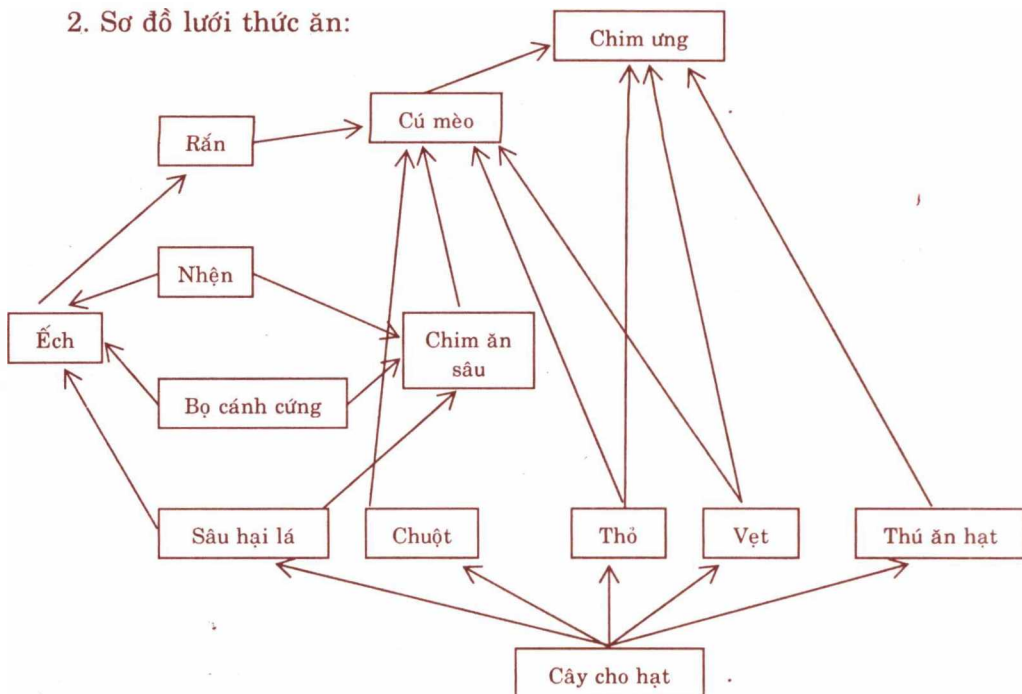 2. Sơ đồ lưới thức ăn:
Chim ưng
Cú mèo
Rắn
Nhện
Ếch
Chim ăn
sâu
Bọ cánh cứng
Sâu hại lá
Chuột
Thỏ
Vẹt
Thú ăn hạt
Cây cho hạt